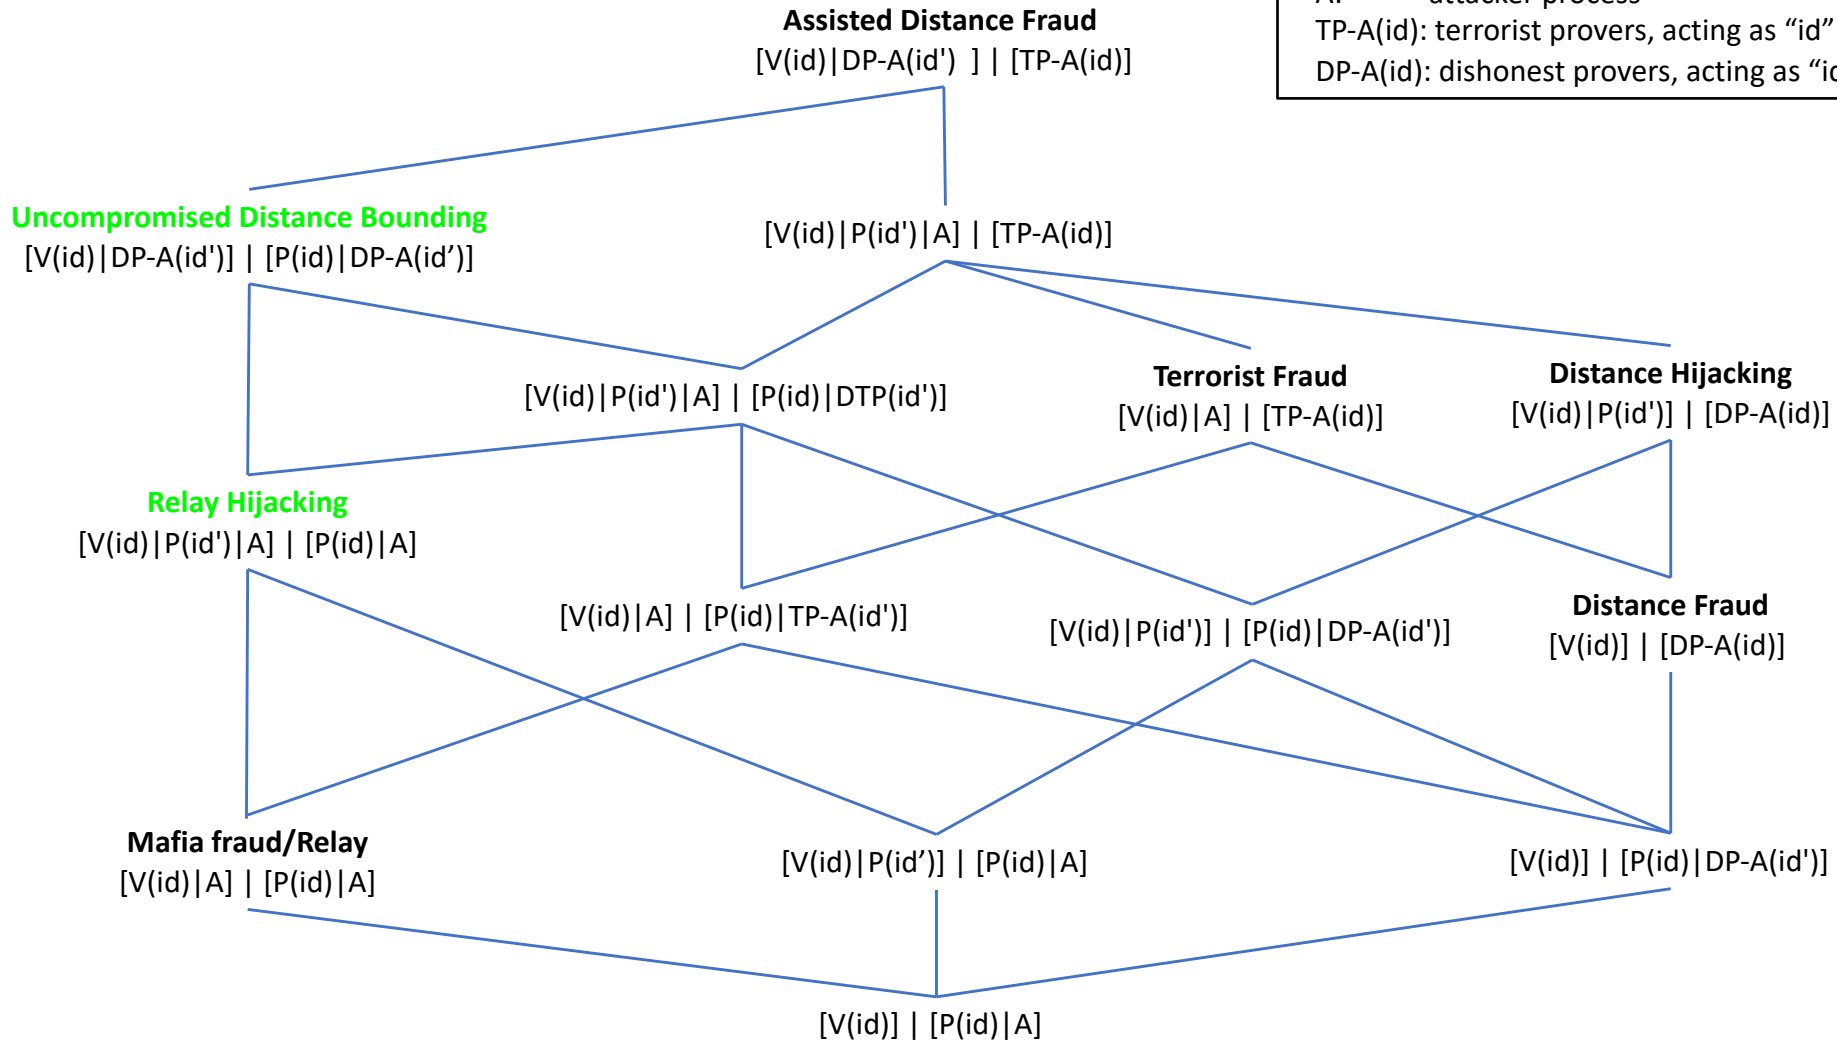 Assisted Distance Fraud
[V(id)|DP-A(id') ] | [TP-A(id)]
A: attacker process
TP-A(id): terrorist provers, acting as “id”
DP-A(id): dishonest provers, acting as
Uncompromised Distance Bounding
[V(id)|DP-A(id')] | [P(id)|DP-A(id’)]
[V(id)|P(id')|A] | [TP-A(id)]
[V(id)|P(id')|A] | [P(id)|DTP(id')]
Terrorist Fraud
[V(id)|A] | [TP-A(id)]
Distance Hijacking
[V(id)|P(id')] | [DP-A(id)]
Relay Hijacking
[V(id)|P(id')|A] | [P(id)|A]
[V(id)|A] | [P(id)|TP-A(id')]
[V(id)|P(id')] | [P(id)|DP-A(id')]
Distance Fraud
[V(id)] | [DP-A(id)]
Mafia fraud/Relay
[V(id)|A] | [P(id)|A]
[V(id)|P(id’)] | [P(id)|A]
[V(id)] | [P(id)|DP-A(id')]
[V(id)] | [P(id)|A]